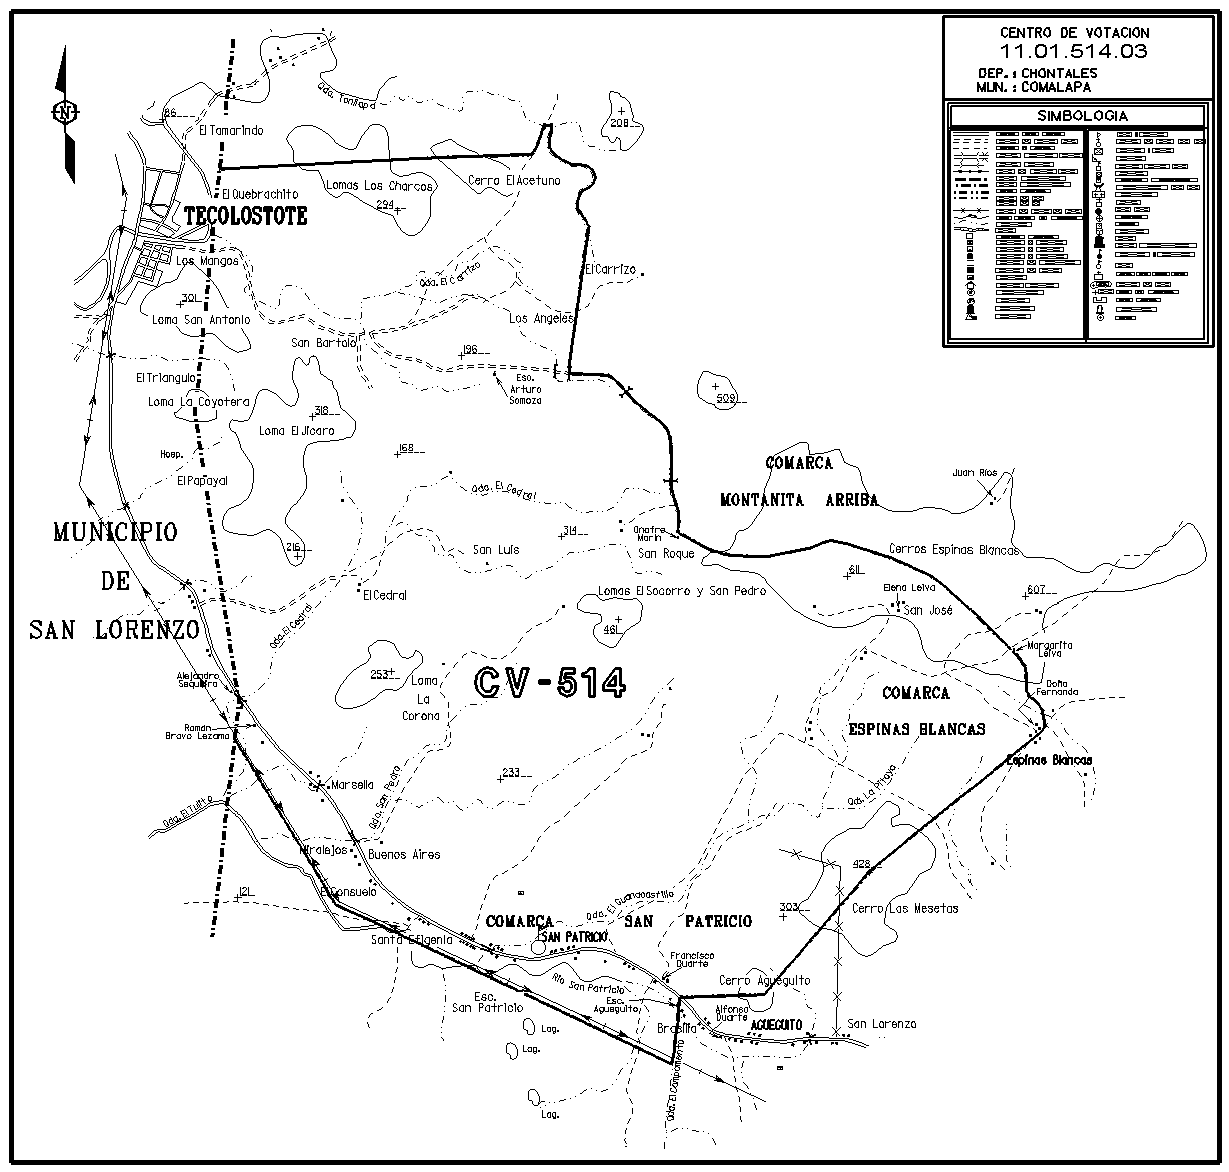 CENTRO DE VOTACION
11.01.514.03
DEP. : CHONTALES
MUN. : COMALAPA
SIMBOLOGIA
N
86
El Tamarindo
Qda. Tonilapa
208
El Quebrachito
TECOLOSTOTE
Lomas Los Charcos
294
Cerro El Acetuno
Los Mangos
301
Loma San Antonio
Qda. El Carrizo
El Carrizo
Los Angeles
San Bartolo
196
Esc.
Arturo
Somoza
El Triangulo
Loma La Coyotera
318
Loma El Jicaro
509
Hosp.
168
El Papayal
Qda. El Cedral
COMARCA
MONTANITA ARRIBA
Juan Rios
MUNICIPIO
DE
SAN LORENZO
216
314
San Luis
Onofre
Marin
San Roque
Cerros Espinas Blancas
611
607
El Cedral
Lomas El Socorro y San Pedro
Elena Leiva
San José
461
Qda. El Cedral
Margarita
Leiva
Alejandro
Sequeira
253
Loma
La
Corona
CV-514
COMARCA
ESPINAS BLANCAS
Doña
Fernanda
Ramon
Bravo Lezama
Espinas Blancas
Marsella
233
Qda. San Pedro
Qda. La Pitaya
Qda. El Tulito
Miralejos
Buenos Aires
428
121
El Consuelo
Qda. El Guanacastillo
303
Cerro Las Mesetas
COMARCA SAN PATRICIO
Santa Efigenia
SAN PATRICIO
Francisco
Duarte
Rio San Patricio
Cerro Agueguito
Esc.
San Patricio
Esc.
Agueguito
Alfonso
Duarte
Brasilia
AGUEGUITO
San Lorenzo
Lag.
Lag.
Qda. El Campamento
Lag.